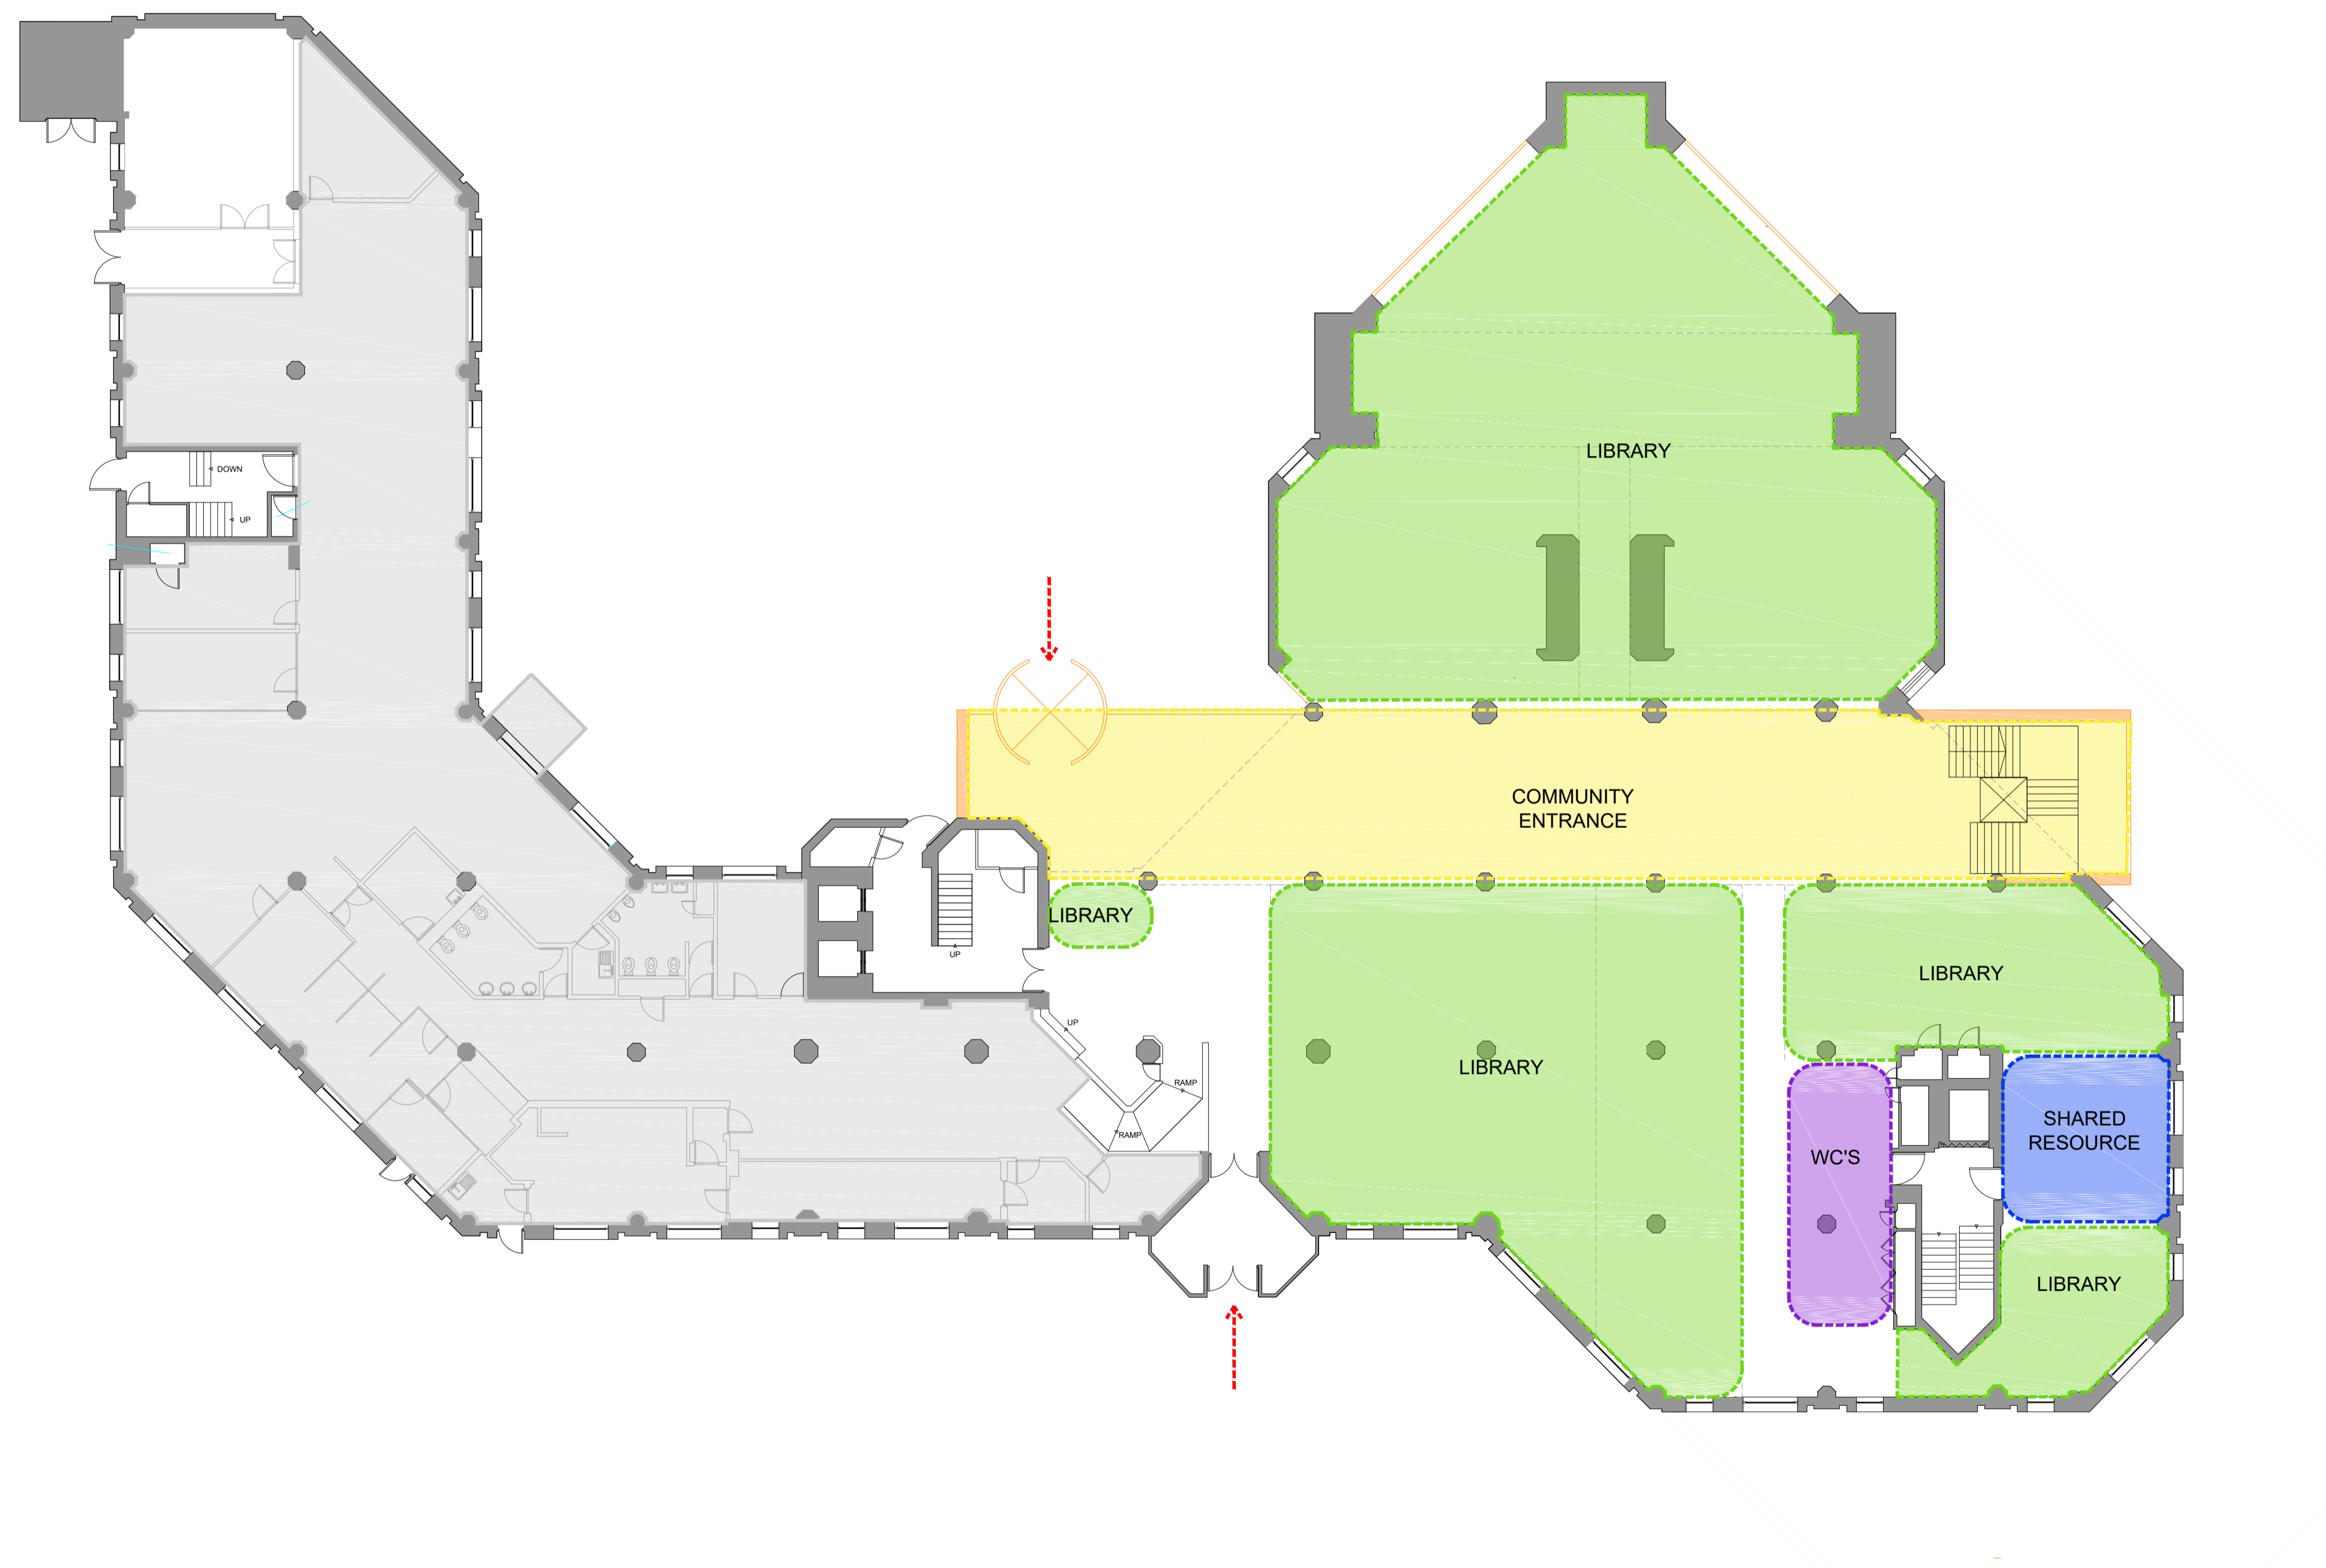 LIBRARY
DOWN
UP
COMMUNITY
ENTRANCE
LIBRARY
UP
LIBRARY
UP
LIBRARY
RAMP
RAMP
WC'S
SHARED
RESOURCE
LIBRARY